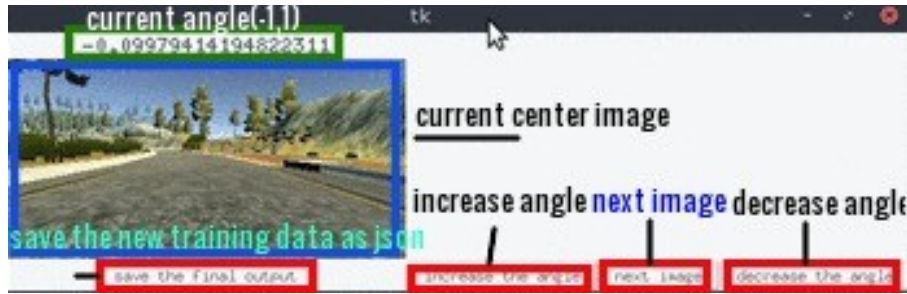 current angle(-1,1)
tk
-0.09979414194822311
current center image
increase angle next image decrease angle
save the new training data as json
save the final output
increase the angle
next image
decrease the angle